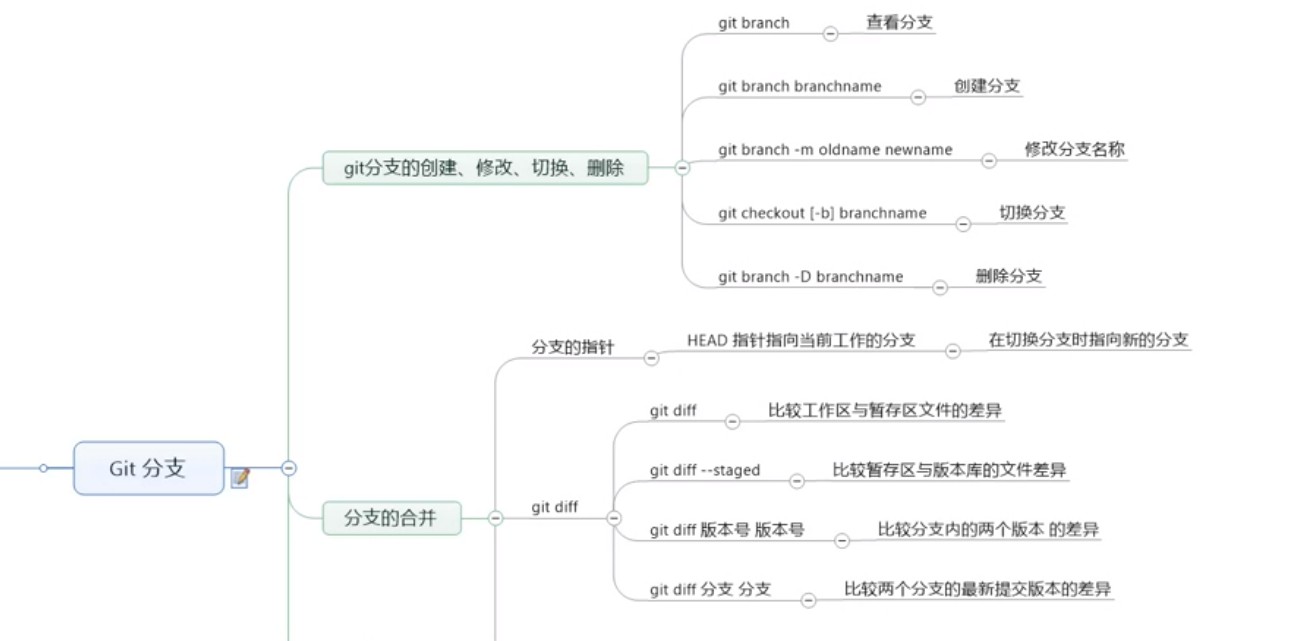 git branch
查看分支
git branch branchname
创建分支
git branch -m oldname newname
修改分支名称
git分支的创建、修改、切换、删除
git checkout [-b] branchname
切换分支
git branch -D branchname
删除分支
分支的指针
HEAD 指针指向当前工作的分支
在切换分支时指向新的分支
git diff
比较工作区与暂存区文件的差异
Git 分支
git diff --staged
比较暂存区与版本库的文件差异
分支的合并
git diff
git diff 版本号 版本号
比较分支内的两个版本 的差异
git diff 分支 分支
比较两个分支的最新提交版本的差异